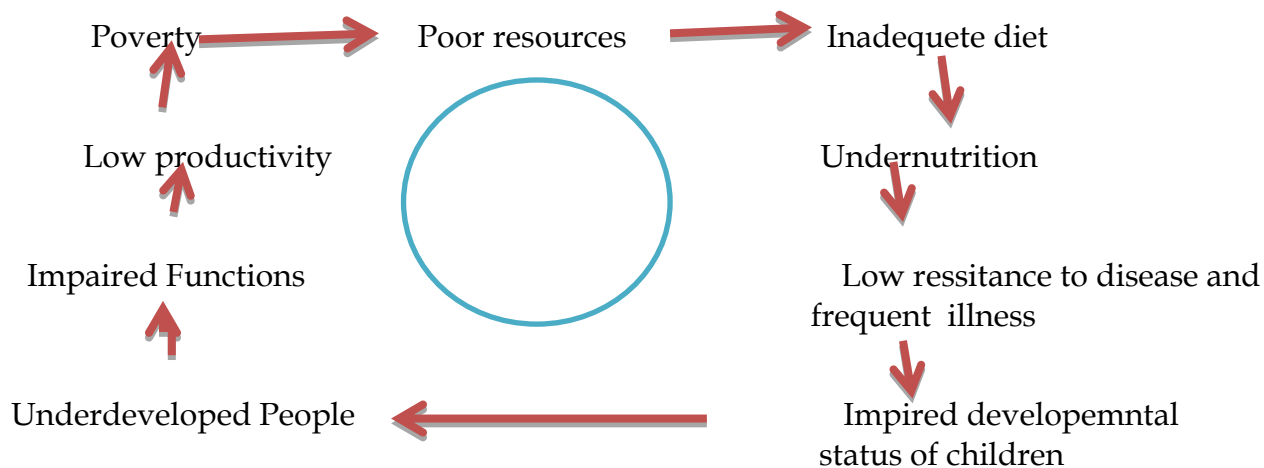 Poverty Poor resources Inadequete diet
Low productivity Undernutrition
Impaired Functions Low ressitance to disease and
frequent illness
Underdeveloped People Impired developemntal
status of children